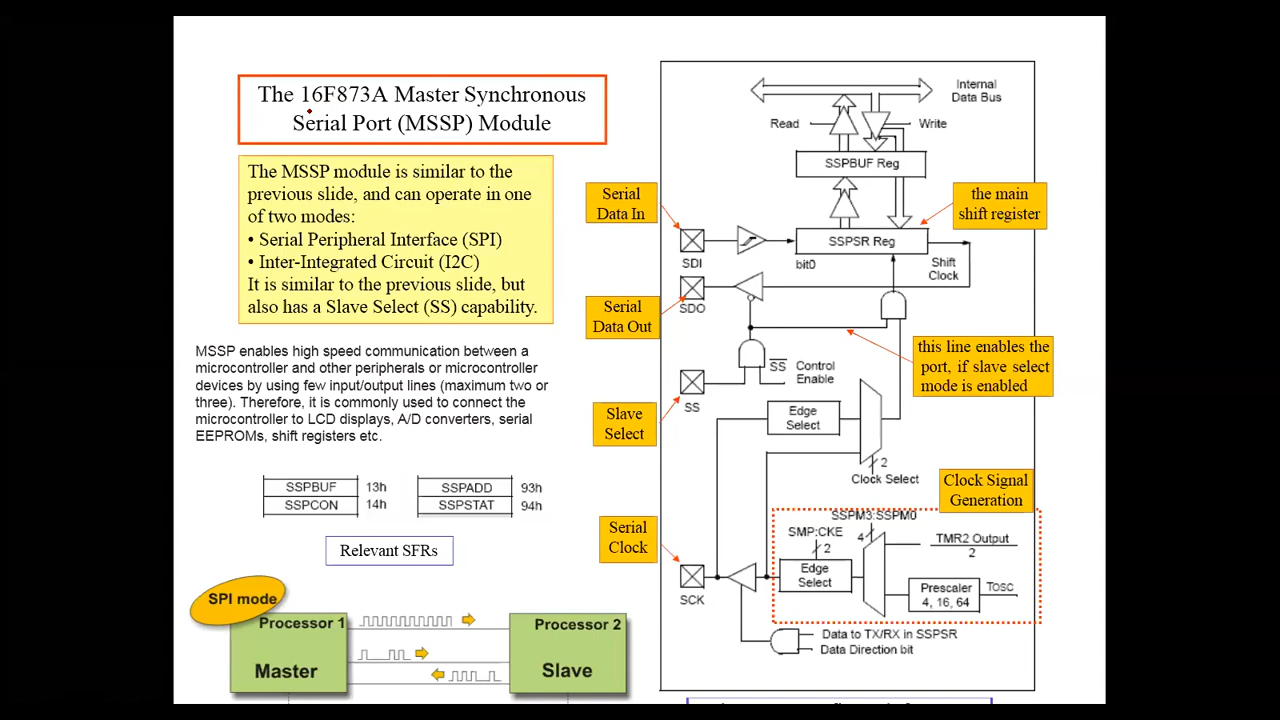 The 16F873A Master Synchronous
Serial Port (MSSP) Module
The MSSP module is similar to the
previous slide, and can operate in one
of two modes:
• Serial Peripheral Interface (SPI)
• Inter-Integrated Circuit (I2C)
It is similar to the previous slide, but
also has a Slave Select (SS) capability.
MSSP enables high speed communication between a
microcontroller and other peripherals or microcontroller
devices by using few input/output lines (maximum two or
three). Therefore, it is commonly used to connect the
microcontroller to LCD displays, A/D converters, serial
EEPROMs, shift registers etc.
SSPBUF 13h
SSPCON 14h
SSPADD 93h
SSPSTAT 94h
Relevant SFRs
SPI mode
Processor 1
Master
Processor 2
Slave
Internal
Data Bus
Read
Write
SSPBUF Reg
Serial
Data In
the main
shift register
SSPSR Reg
SDI
bit0
Shift
Clock
SDO
Serial
Data Out
this line enables the
port, if slave select
mode is enabled
SS
Control
Enable
SS
Slave
Select
Edge
Select
2
Clock Select
Clock Signal
Generation
SSPM3:SSPM0
SMP:CKE
4
2
TMR2 Output
2
Serial
Clock
Edge
Select
Prescaler
4, 16, 64
TOSC
SCK
Data to TX/RX in SSPSR
Data Direction bit